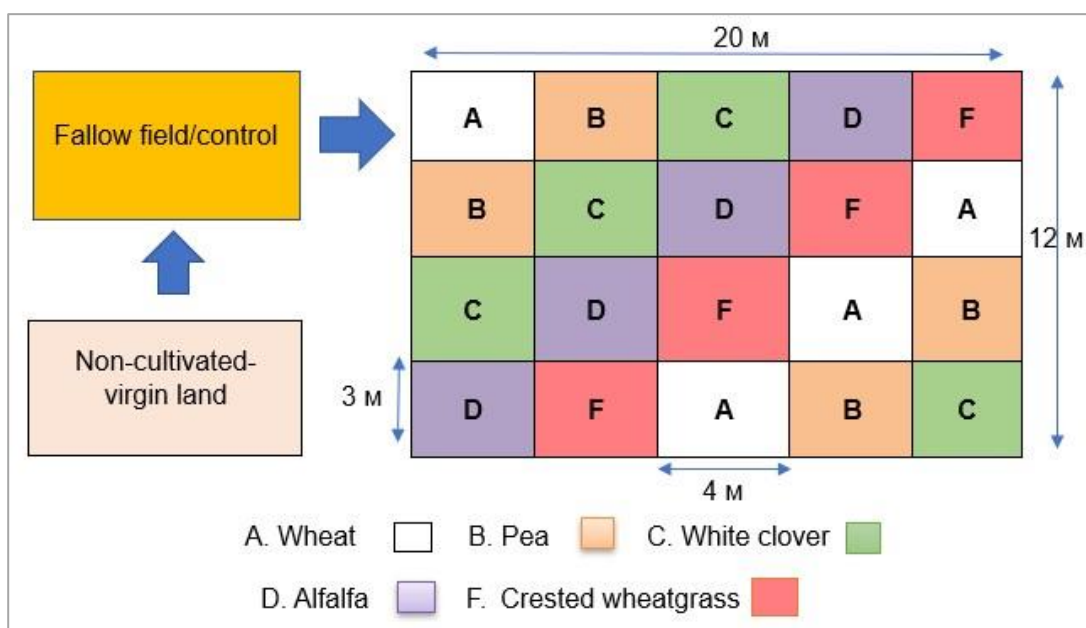 20 м
Fallow field/control
A B C D F
B C D F A
12 м
C D F A B
Non-cultivated-
virgin land
3 м
D F A B C
4 м
A. Wheat B. Pea C. White clover
D. Alfalfa F. Crested wheatgrass